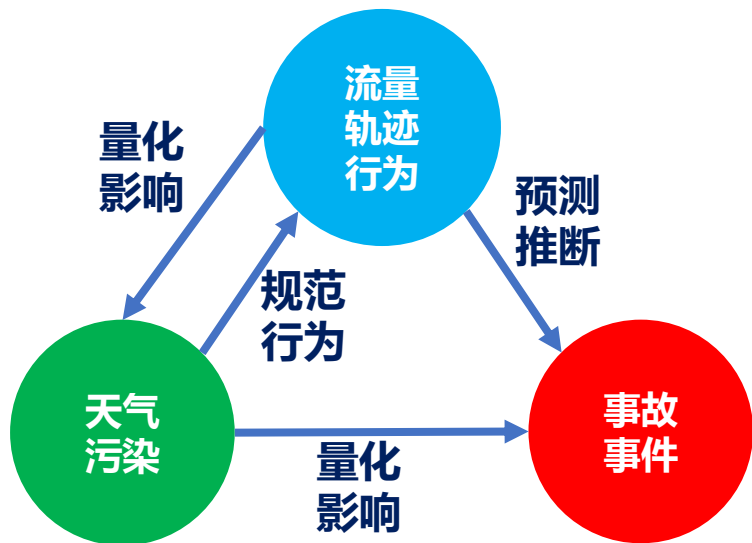 流量
轨迹
行为
量化
影响
预测
推断
规范
行为
天气
污染
事故
事件
量化
影响